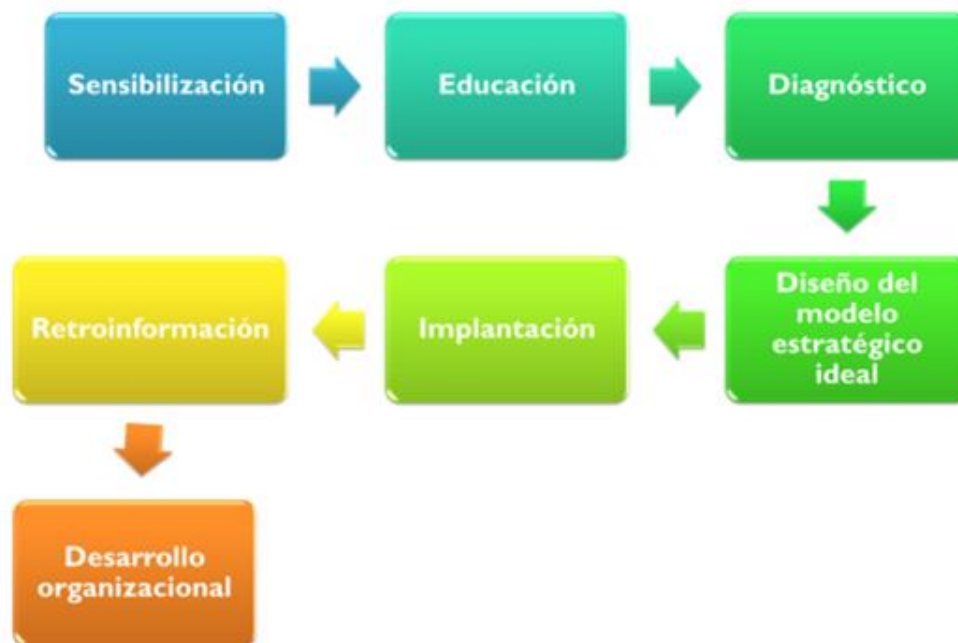 Sensibilización
Educación
Diagnóstico
Diseño del
modelo
estratégico
ideal
Implantación
Retroinformación
Desarrollo
organizacional